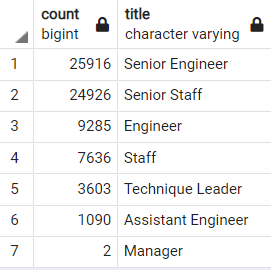 count title
bigint character varying
1 25916 Senior Engineer
2 24926 Senior Staff
3 9285 Engineer
4 7636 Staff
5 3603 Technique Leader
6 1090 Assistant Engineer
7 2 Manager